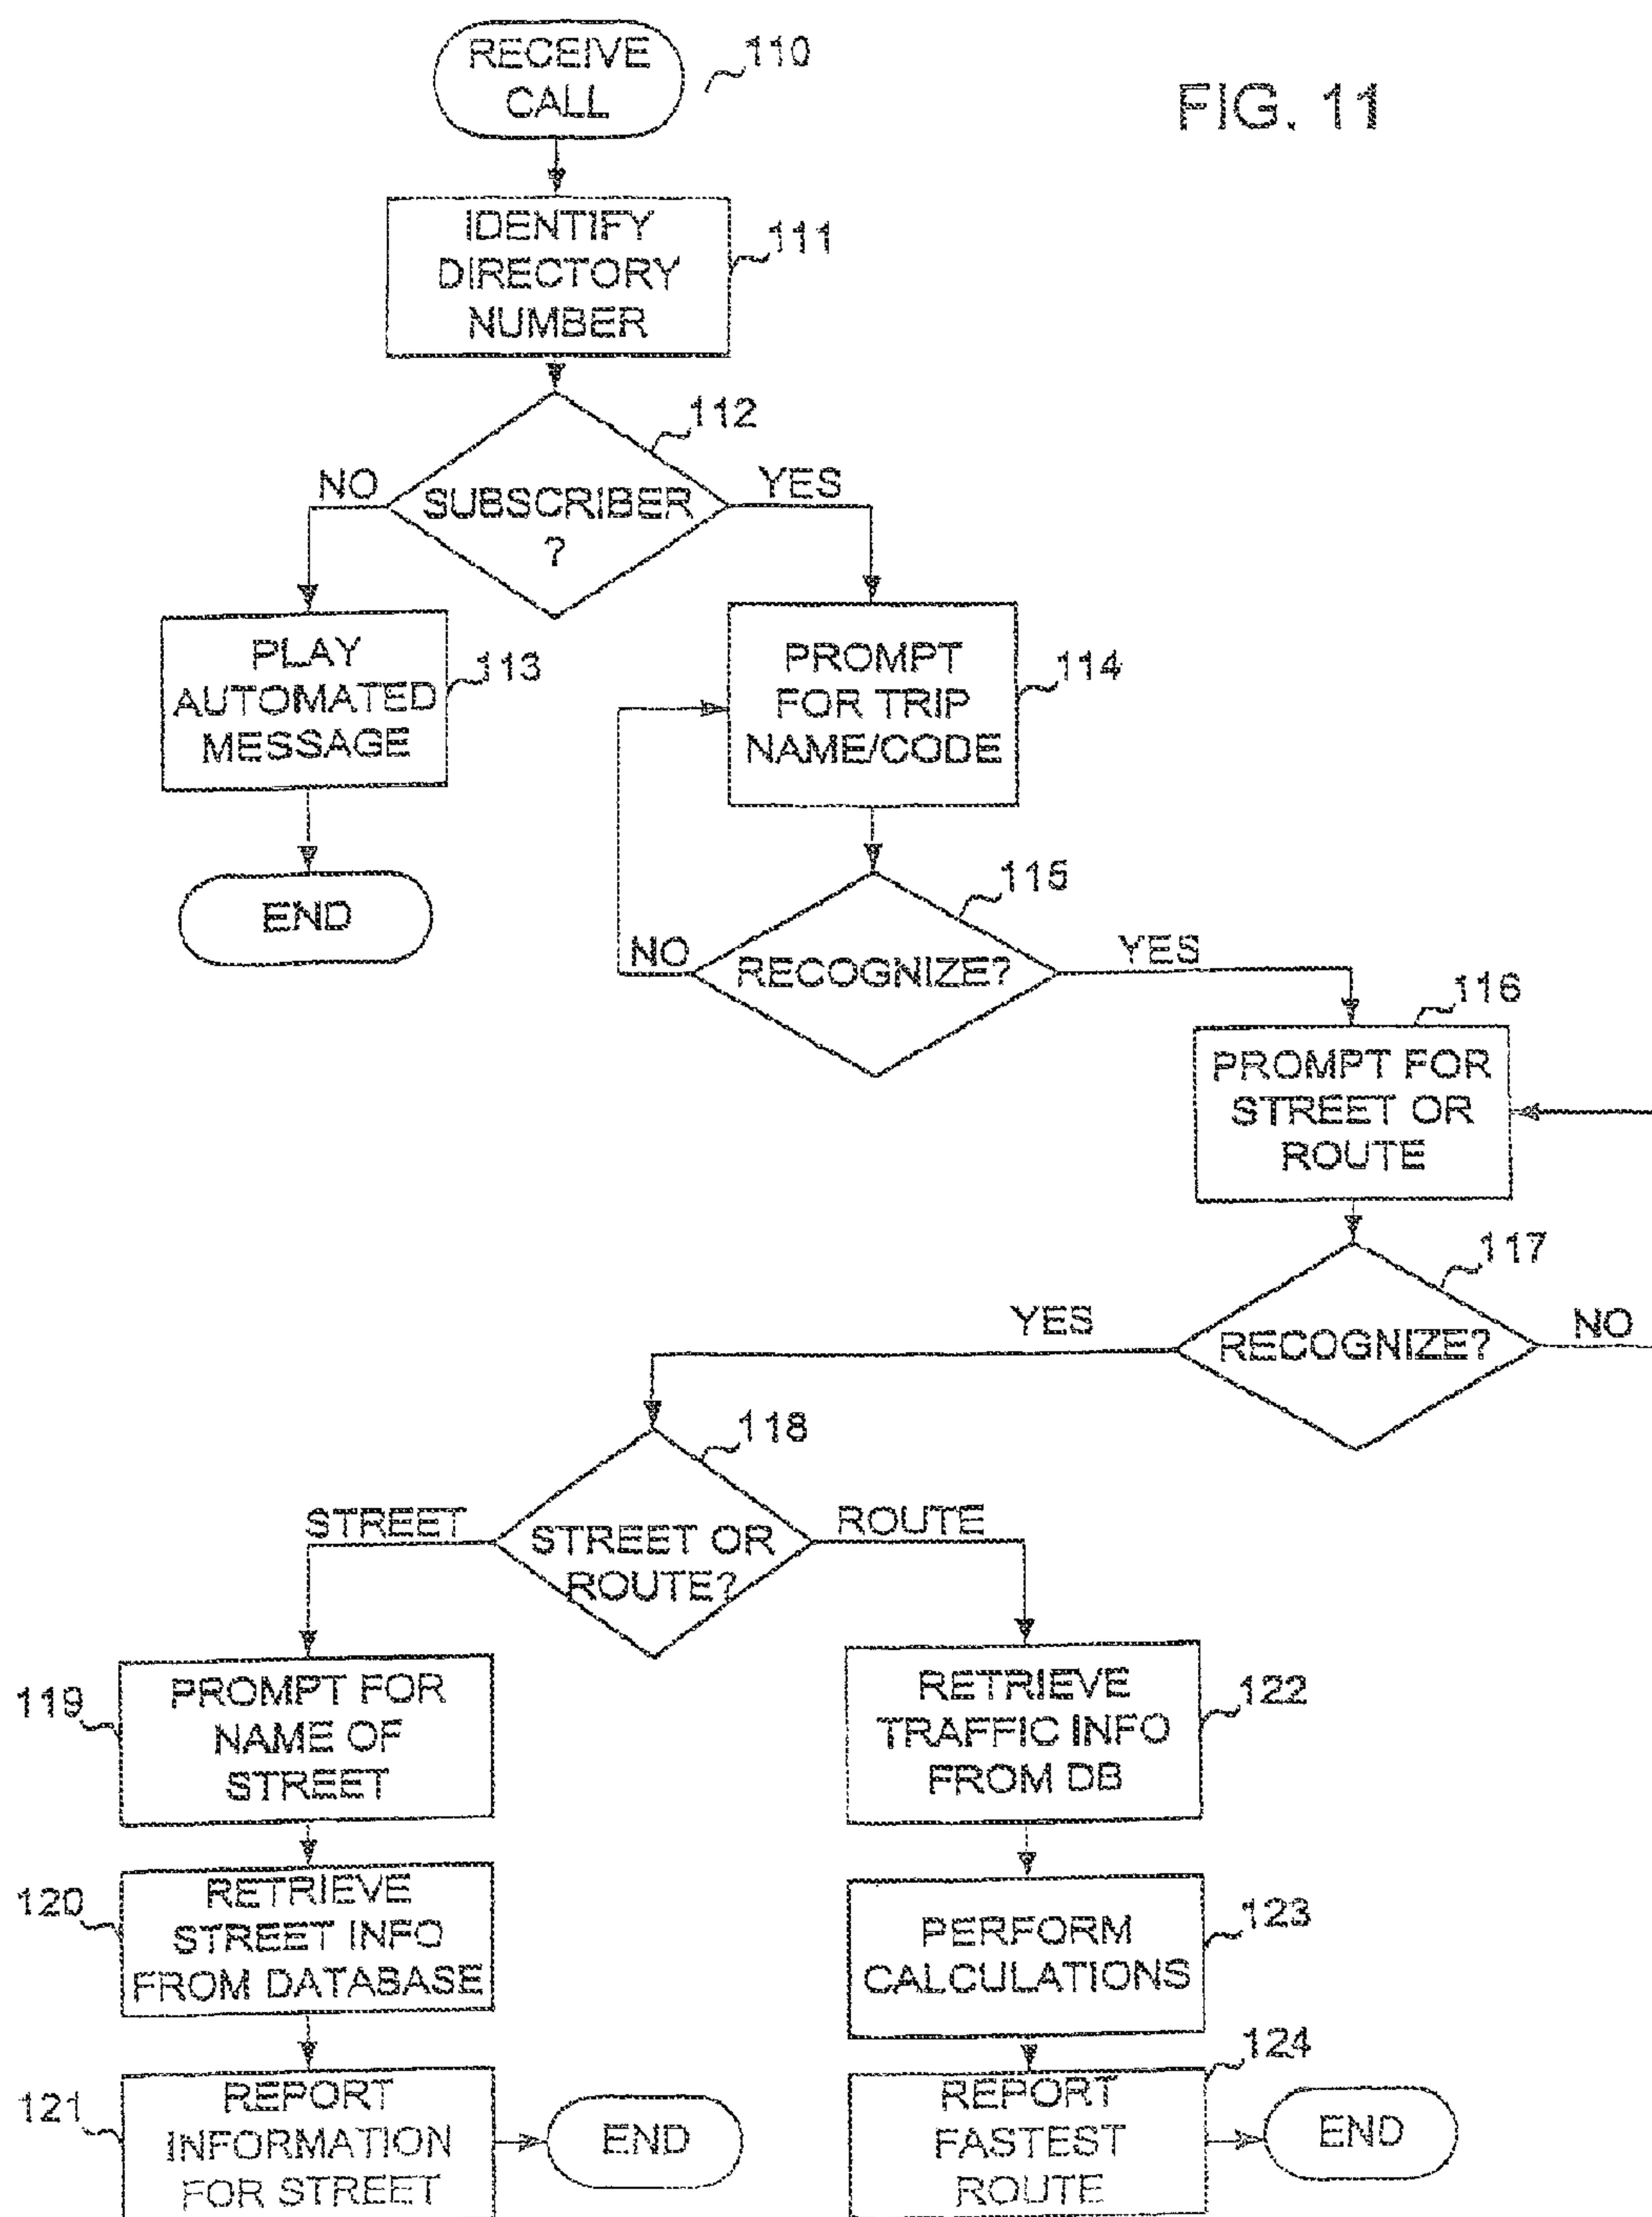 RECEIVE
CALL
110
FIG. 11
IDENTIFY
DIRECTORY
NUMBER
111
112
NO
SUBSCRIBER
?
YES
PLAY
AUTOMATED
MESSAGE
113
PROMPT
FOR TRIP
NAME/CODE
114
END
115
NO
RECOGNIZE?
YES
116
PROMPT FOR
STREET OR
ROUTE
117
YES
RECOGNIZE?
NO
118
STREET
STREET OR
ROUTE?
ROUTE
119
PROMPT FOR
NAME OF
STREET
RETRIEVE
TRAFFIC INFO
FROM DB
122
120
RETRIEVE
STREET INFO
FROM DATABASE
PERFORM
CALCULATIONS
123
121
REPORT
INFORMATION
FOR STREET
END
124
REPORT
FASTEST
ROUTE
END